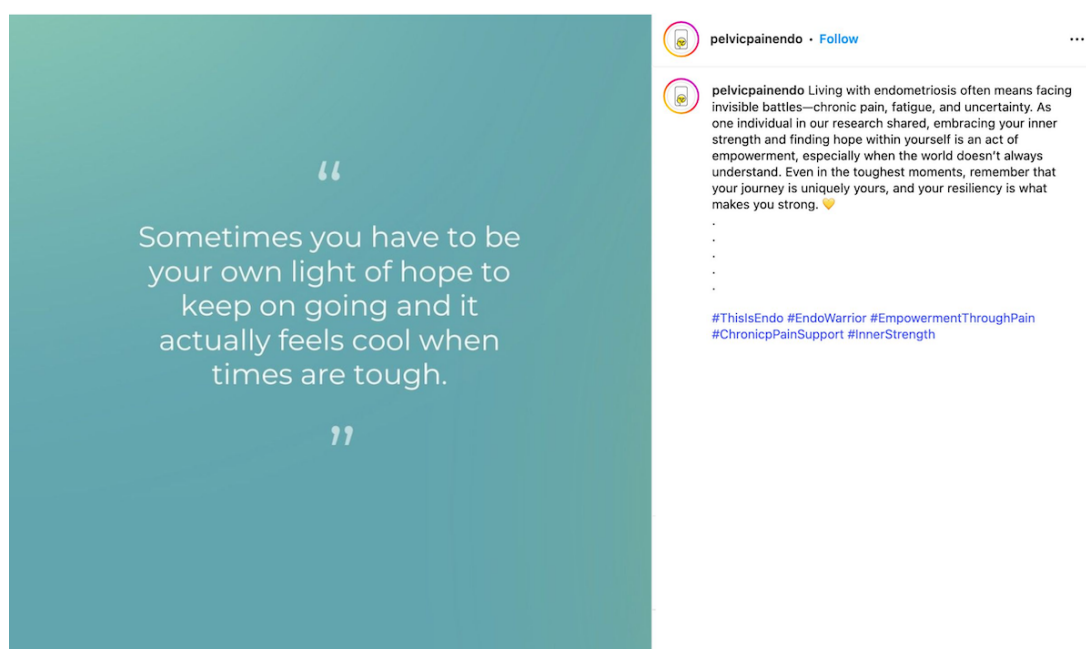 “
Sometimes you have to be
your own light of hope to
keep on going and it
actually feels cool when
times are tough.
”
pelvicpainendo · Follow
...
pelvicpainendo Living with endometriosis often means facing
invisible battles—chronic pain, fatigue, and uncertainty. As
one individual in our research shared, embracing your inner
strength and finding hope within yourself is an act of
empowerment, especially when the world doesn’t always
understand. Even in the toughest moments, remember that
your journey is uniquely yours, and your resiliency is what
makes you strong. 💛
.
.
.
.
.
#ThisIsEndo #EndoWarrior #EmpowermentThroughPain
#ChronicpPainSupport #InnerStrength